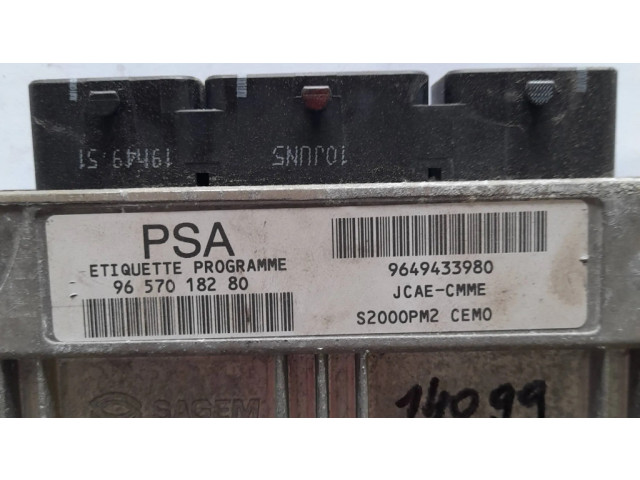 19h49:51
10JUN5
PSA
ETIQUETTE PROGRAMME
96 570 182 80
9649433980
JCAE-CMME
S2000PM2 CEMO
SAGEM
14099